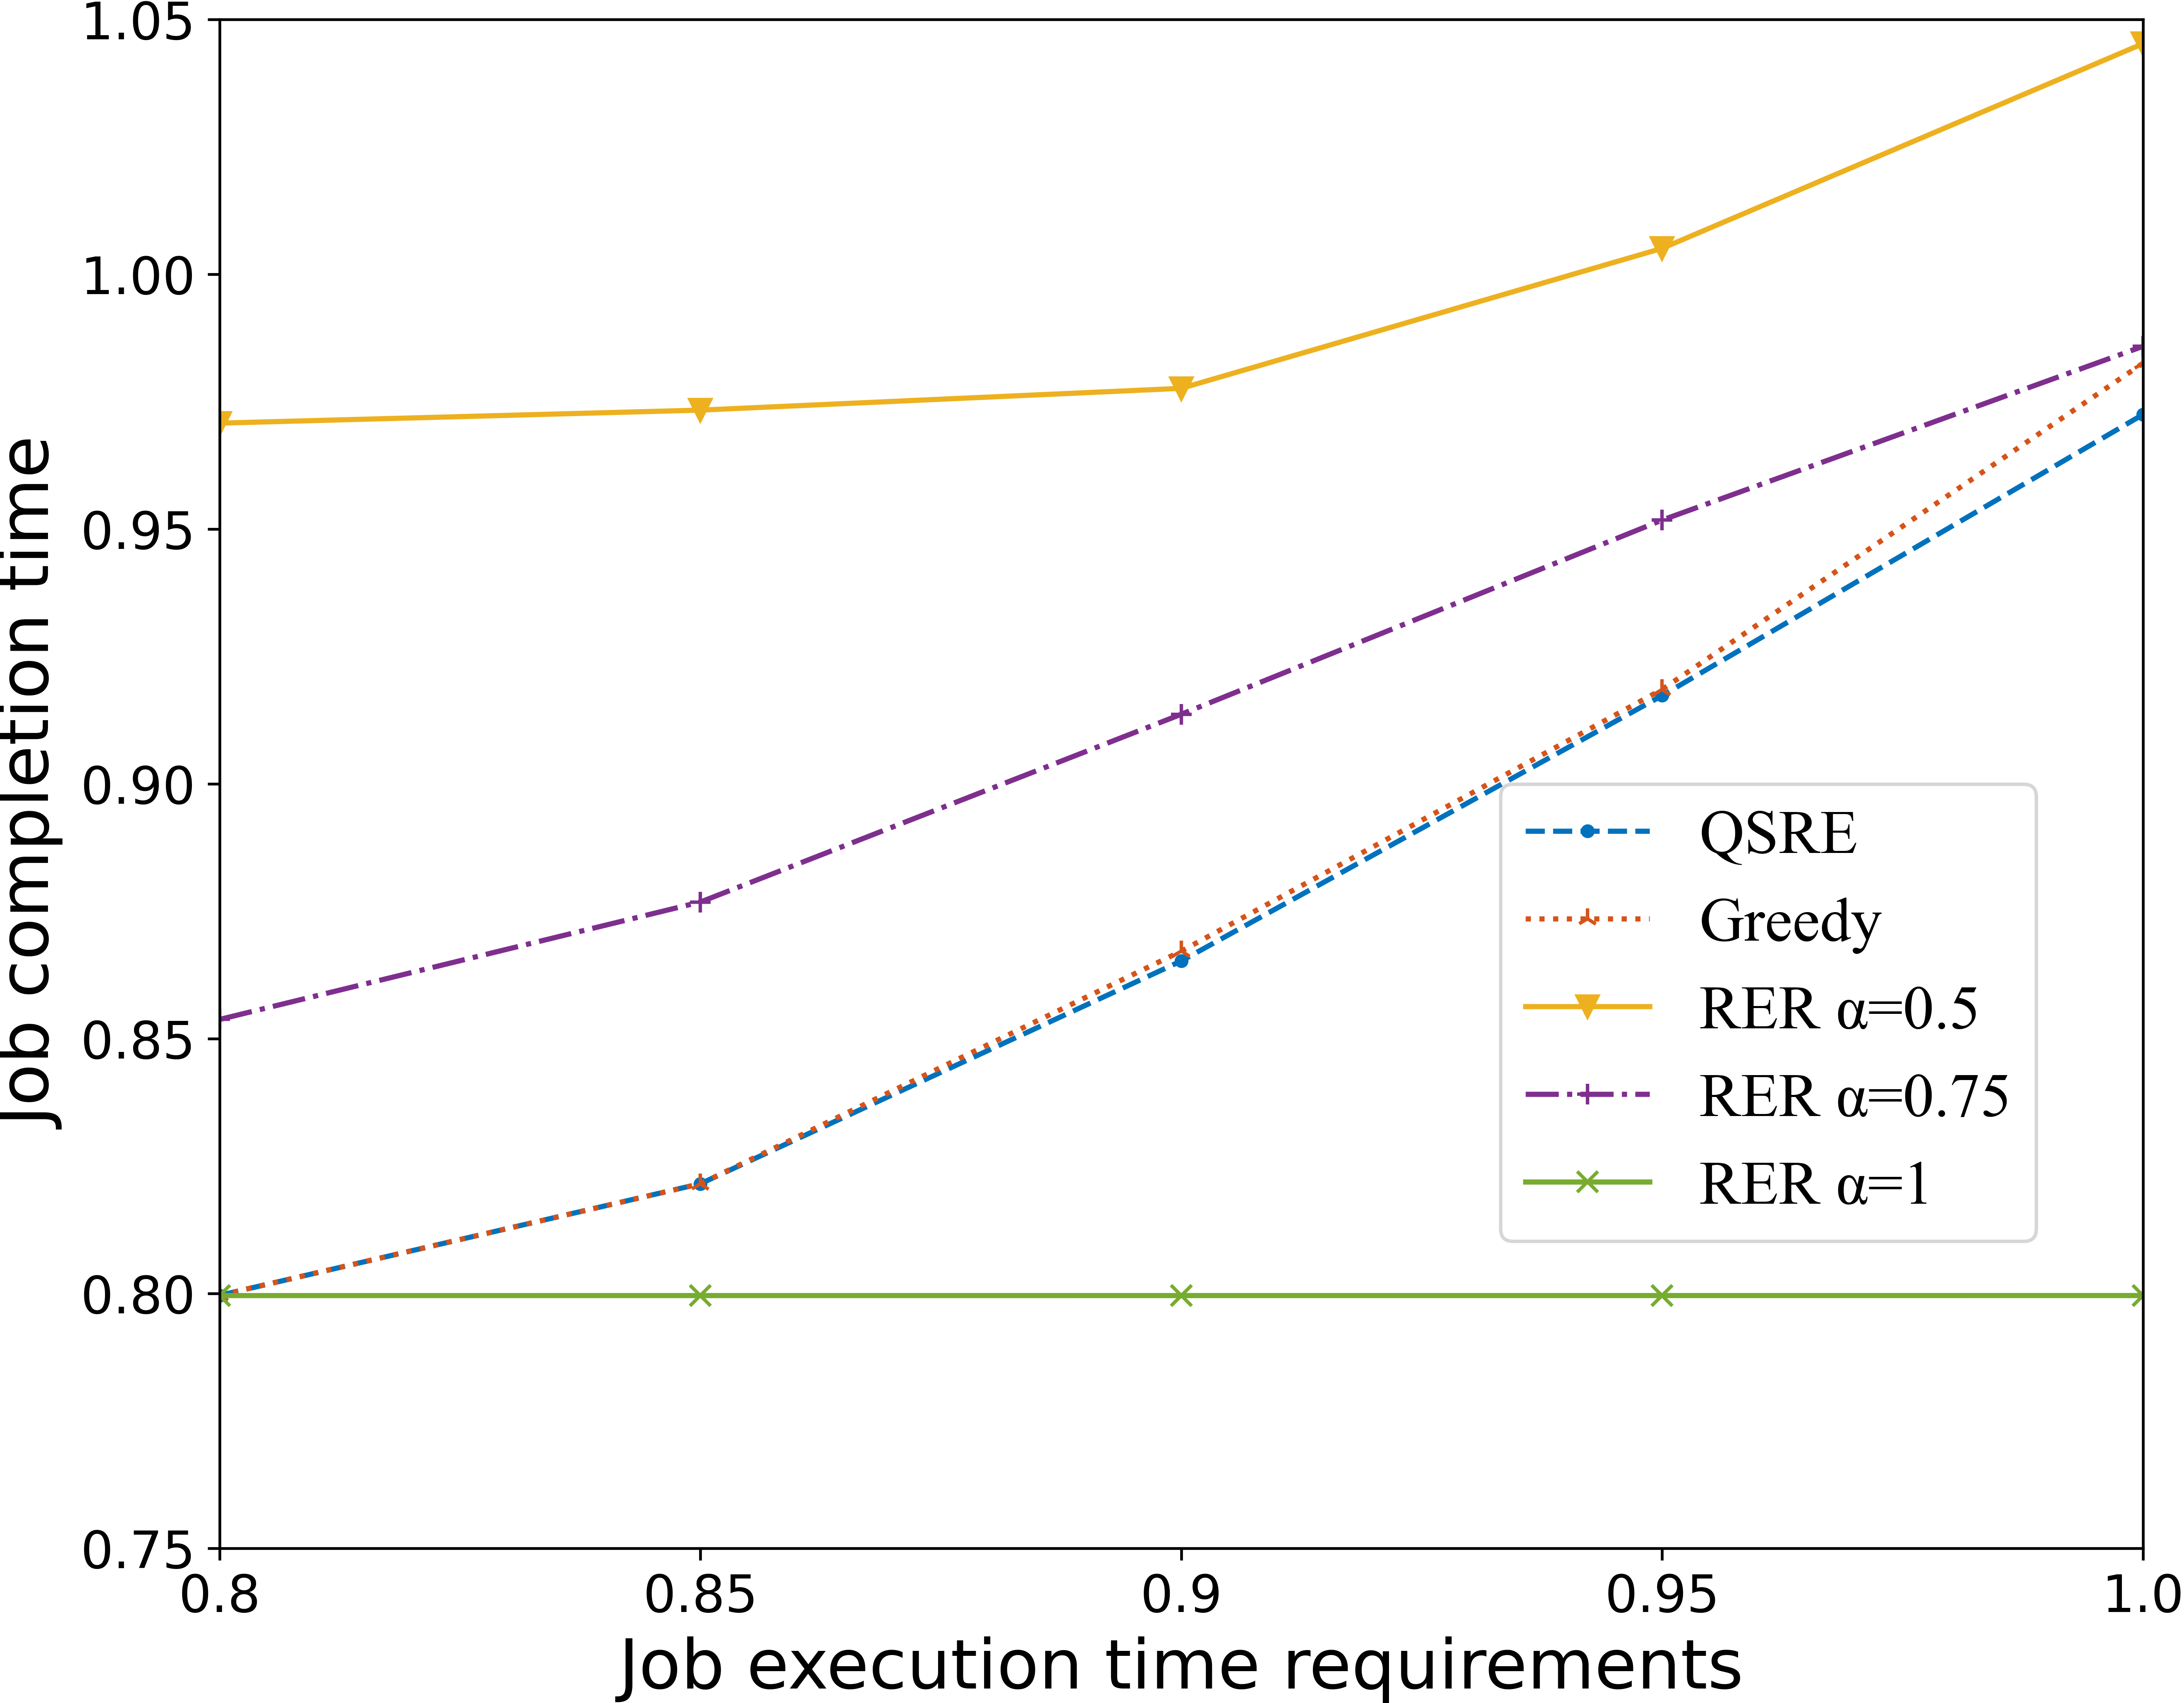 1.05
1.00
0.95
0.90
0.85
0.80
0.75
Job completion time
QSRE
Greedy
RER α=0.5
RER α=0.75
RER α=1
0.8 0.85 0.9 0.95 1.0
Job execution time requirements